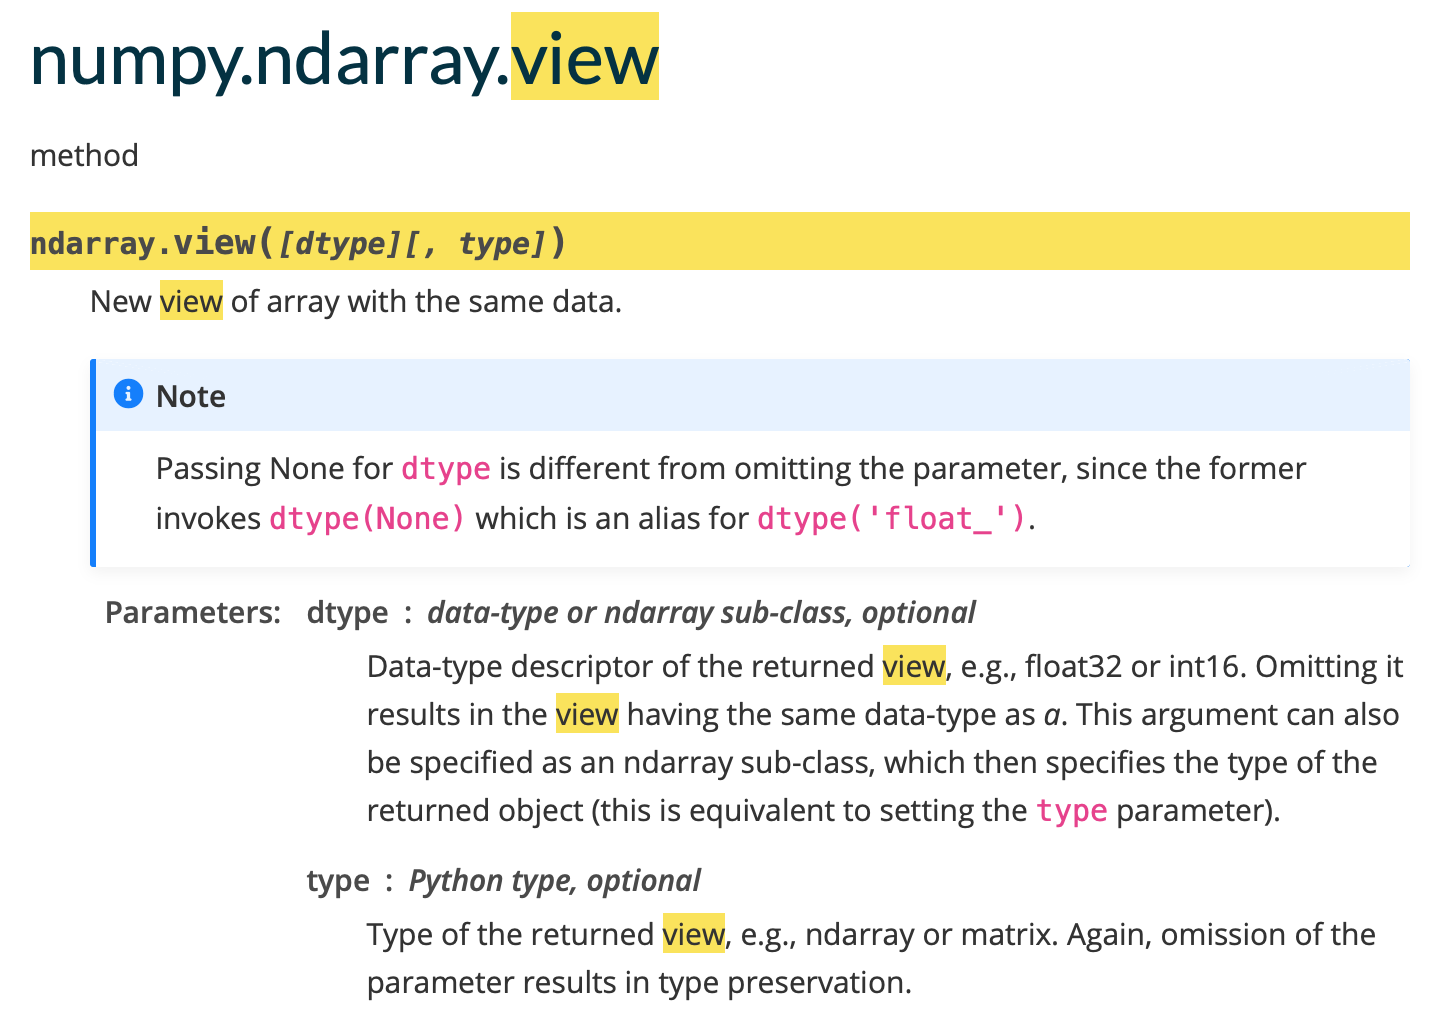 numpy.ndarray.view
method
ndarray.view([dtype][, type])
New view of array with the same data.
Note
Passing None for dtype is different from omitting the parameter, since the former
invokes dtype(None) which is an alias for dtype('float_').
Parameters: dtype : data-type or ndarray sub-class, optional
Data-type descriptor of the returned view, e.g., float32 or int16. Omitting it
results in the view having the same data-type as a. This argument can also
be specified as an ndarray sub-class, which then specifies the type of the
returned object (this is equivalent to setting the type parameter).
type : Python type, optional
Type of the returned view, e.g., ndarray or matrix. Again, omission of the
parameter results in type preservation.